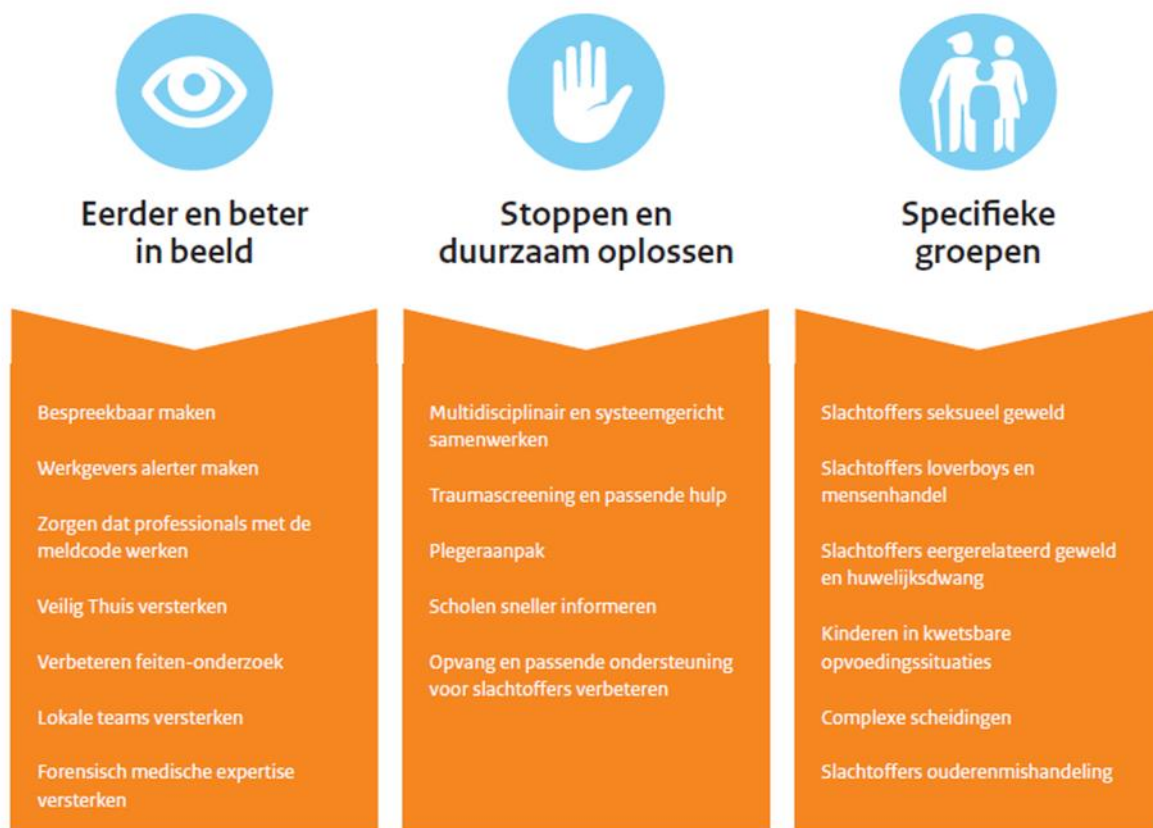 Eerder en beter
in beeld
Bespreekbaar maken
Werkgevers alerter maken
Zorgen dat professionals met de
meldcode werken
Veilig Thuis versterken
Verbeteren feiten-onderzoek
Lokale teams versterken
Forensisch medische expertise
versterken
Stoppen en
duurzaam oplossen
Multidisciplinair en systeemgericht
samenwerken
Traumascreening en passende hulp
Plegeraanpak
Scholen sneller informeren
Opvang en passende ondersteuning
voor slachtoffers verbeteren
Specifieke
groepen
Slachtoffers seksueel geweld
Slachtoffers loverboys en
mensenhandel
Slachtoffers eergerelateerd geweld
en huwelijksdwang
Kinderen in kwetsbare
opvoedingssituaties
Complexe scheidingen
Slachtoffers ouderenmishandeling